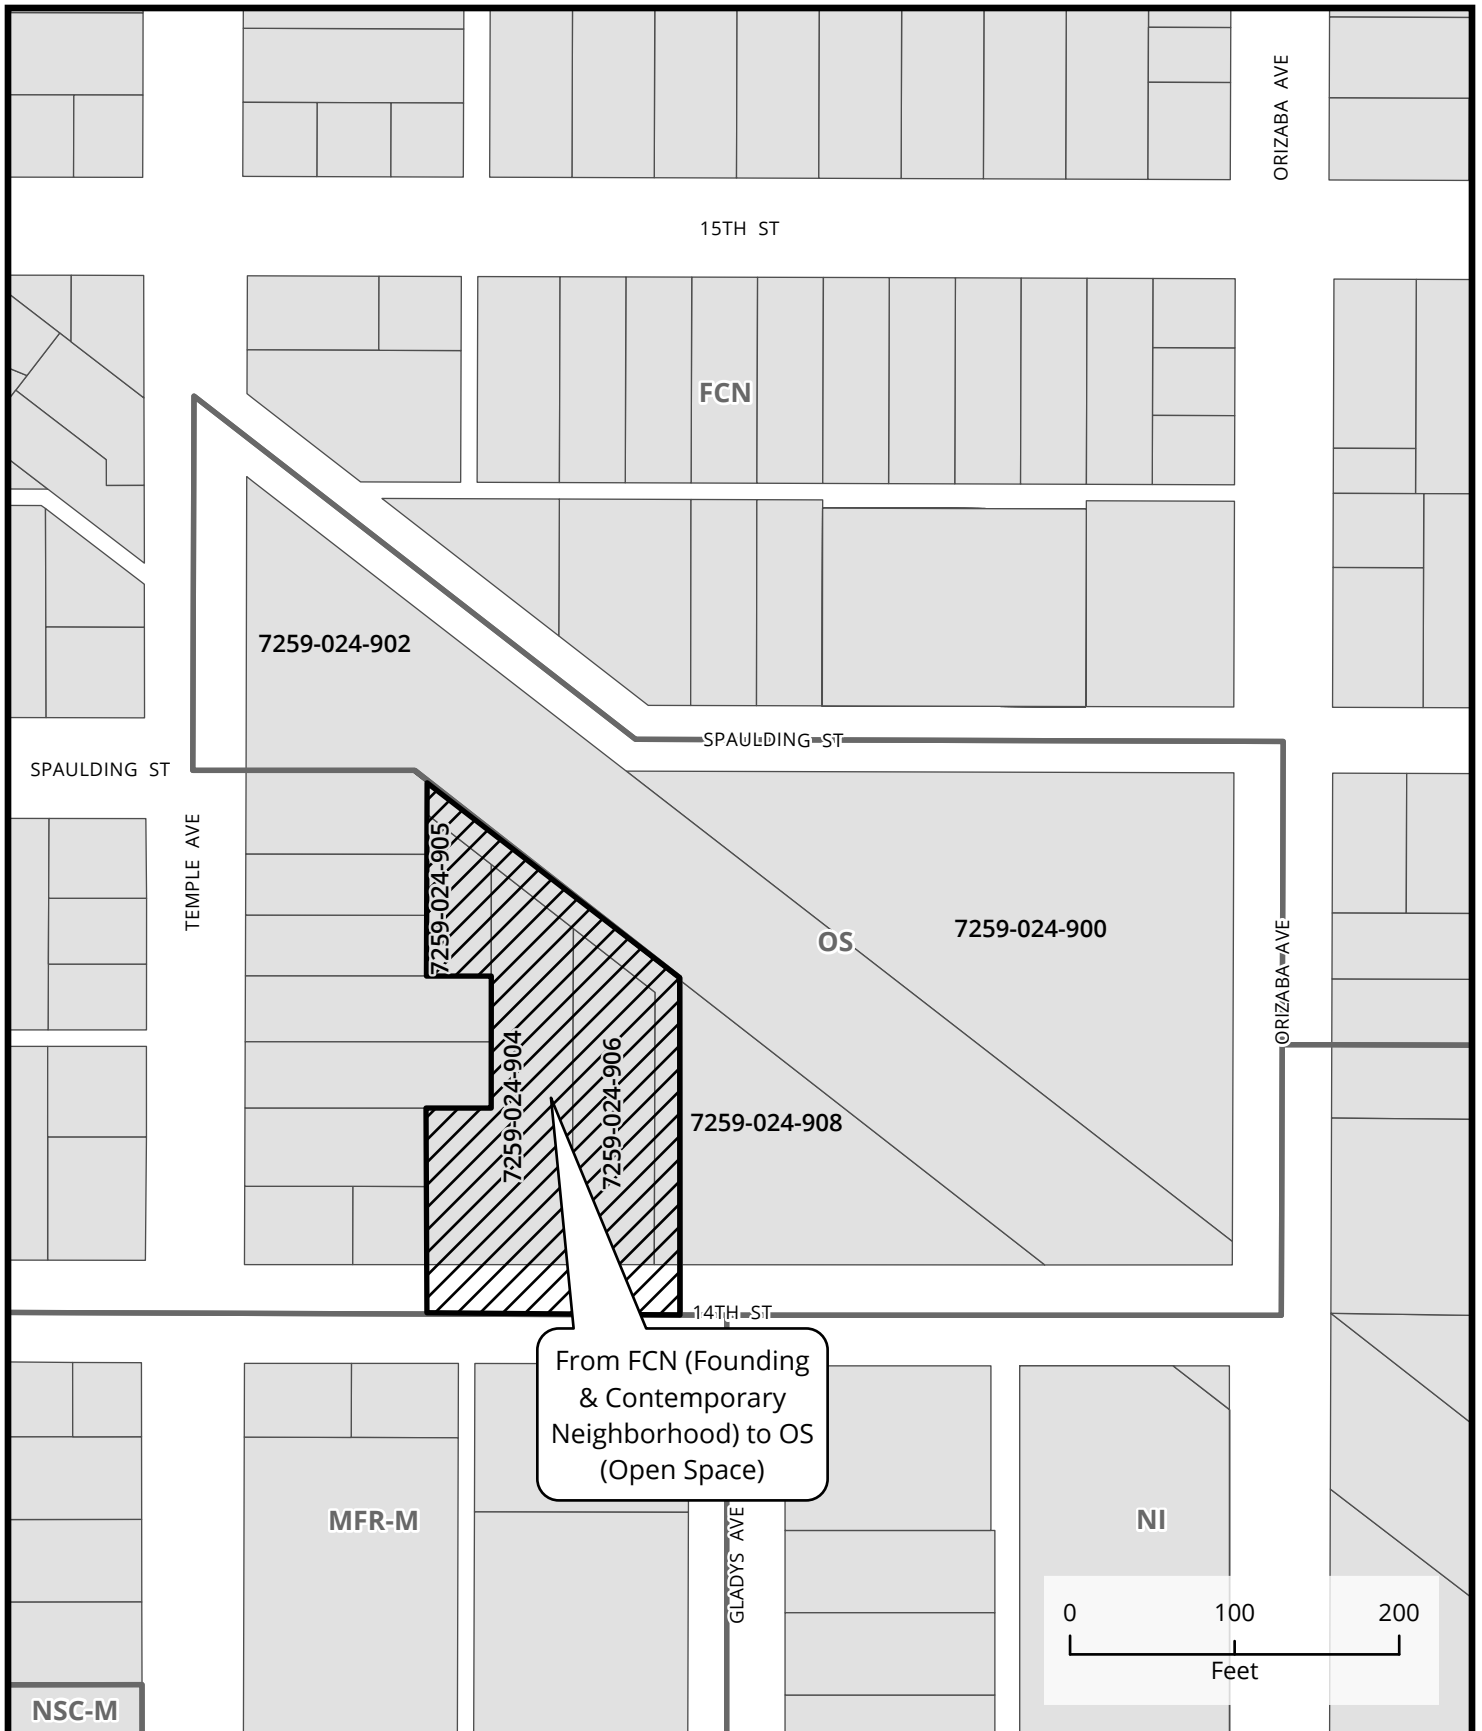 ORIZABA AVE
15TH ST
FCN
7259-024-902
SPAULDING ST
SPAULDING ST
TEMPLE AVE
7259-024-905
OS
7259-024-900
ORIZABA AVE
7259-024-904
7259-024-906
7259-024-908
14TH ST
From FCN (Founding
& Contemporary
Neighborhood) to OS
(Open Space)
MFR-M
GLADYS AVE
NI
0 100 200
Feet
NSC-M